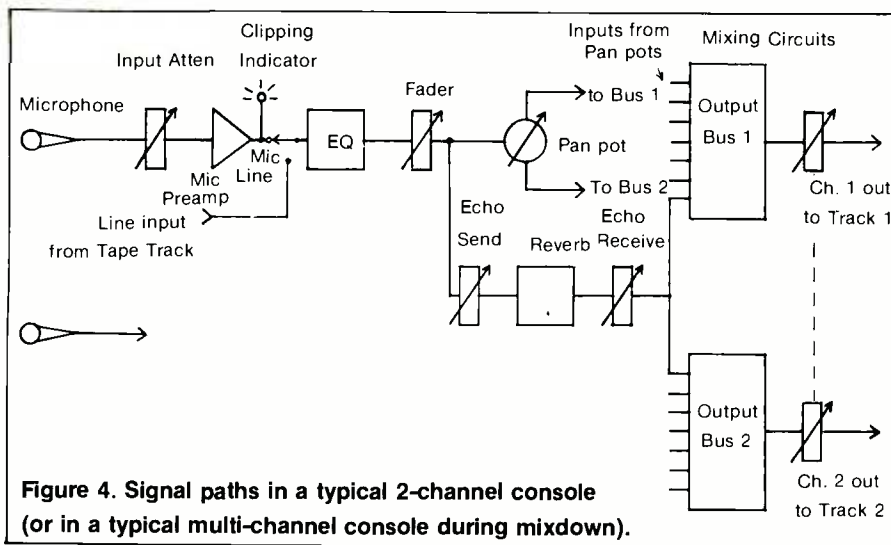 Clipping
Indicator
Input Atten
Microphone
Mic
Preamp
Mic
Line
Line input
from Tape Track
EQ
Fader
Pan pot
to Bus 1
To Bus 2
Echo
Send
Reverb
Echo
Receive
Inputs from
Pan pots
Mixing Circuits
Output
Bus 1
Ch. 1 out
to Track 1
Output
Bus 2
Ch. 2 out
to Track 2
Figure 4. Signal paths in a typical 2-channel console
(or in a typical multi-channel console during mixdown).